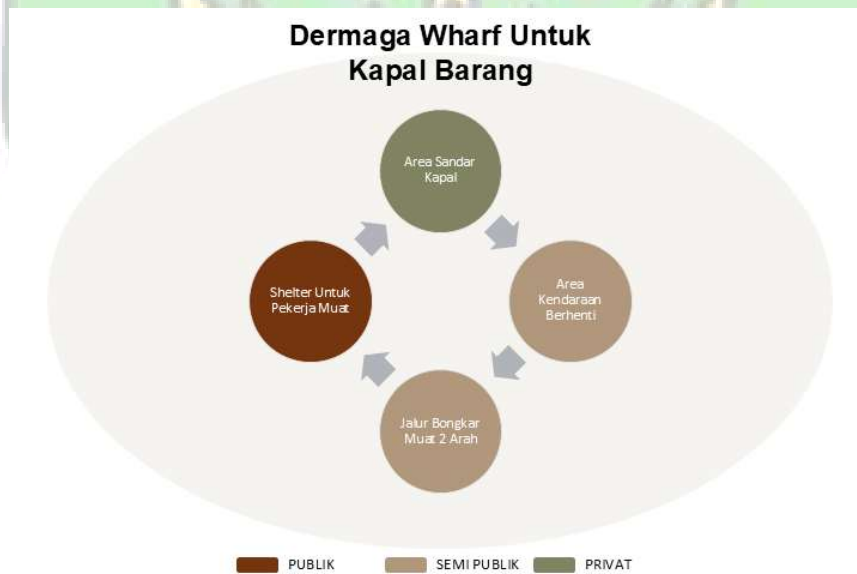 Dermaga Wharf Untuk
Kapal Barang
Area Sandar
Kapal
Area
Kendaraan
Berhenti
Shelter Untuk
Pekerja Muat
Jalur Bongkar
Muat 2 Arah
PUBLIK
SEMI PUBLIK
PRIVAT